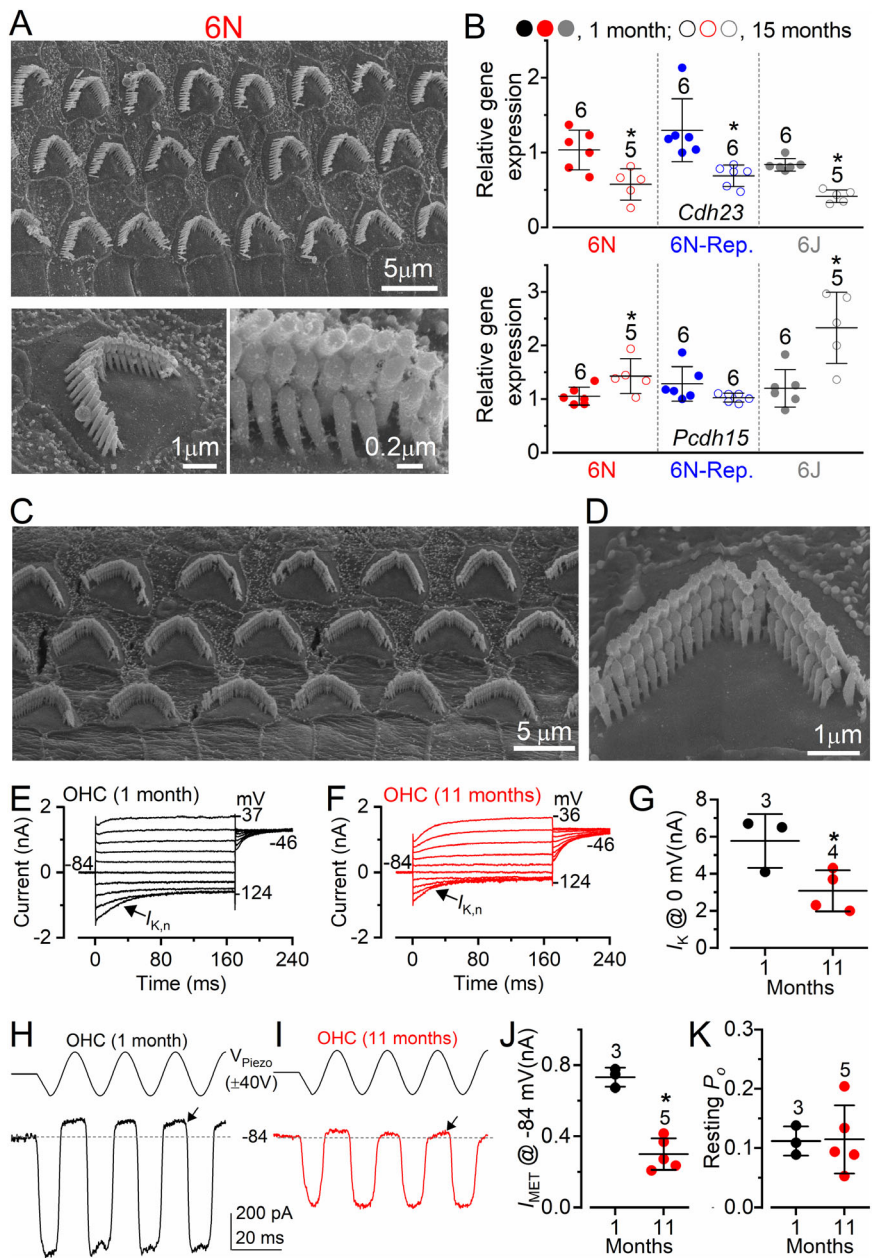 A
6N
5μm
1μm
0.2μm
B
, 1 month; , 15 months
Relative gene expression
2
1
0
6
* 5
6
* 6
6
* 5
Cdh23
6N
6N-Rep.
6J
Relative gene expression
3
2
1
0
6
* 5
6
6
6
* 5
Pcdh15
6N
6N-Rep.
6J
C
5 μm
D
1μm
E
OHC (1 month)
mV
-37
-46
-84
-124
IK,n
Current (nA)
2
0
-2
0 80 160 240
Time (ms)
F
OHC (11 months)
mV
-36
-46
-84
-124
IK,n
Current (nA)
2
0
-2
0 80 160 240
Time (ms)
G
IK @ 0 mV(nA)
8
6
4
2
0
3
* 4
1 11
Months
H
OHC (1 month)
VPiezo
(±40V)
-84
200 pA
20 ms
I
OHC (11 months)
J
IMET @ -84 mV(nA)
0.8
0.4
0.0
3
* 5
1 11
Months
K
Resting Po
0.3
0.2
0.1
0.0
3
5
1 11
Months